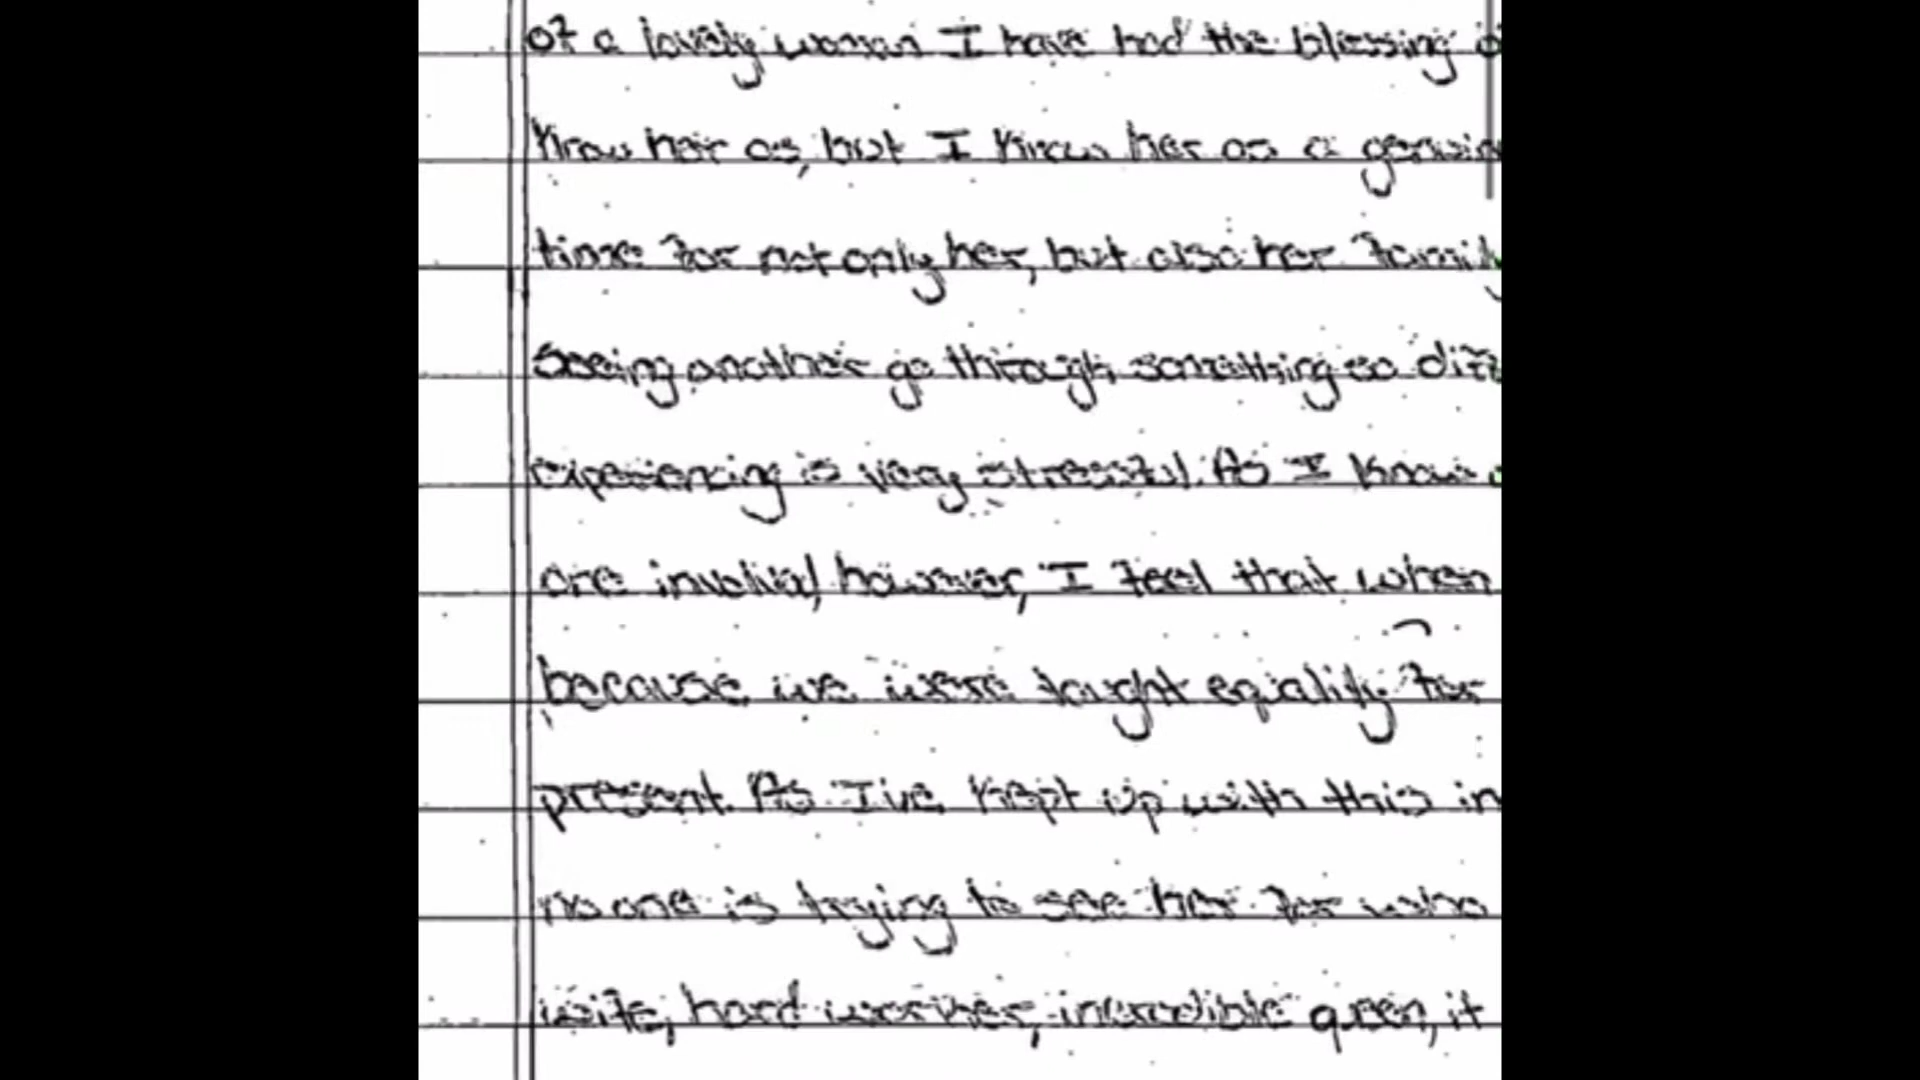 of a lovely woman I have had the blessing o
know her as, but I know her as a genuin
time for not only her, but also her family
seeing another go through something so diff
experiencing is very stressful. As I know
are involved, however, I feel that when
because we were taught equality for
present. As I've kept up with this in
no one is trying to see her for who
wife, hard worker, incredible queen, it